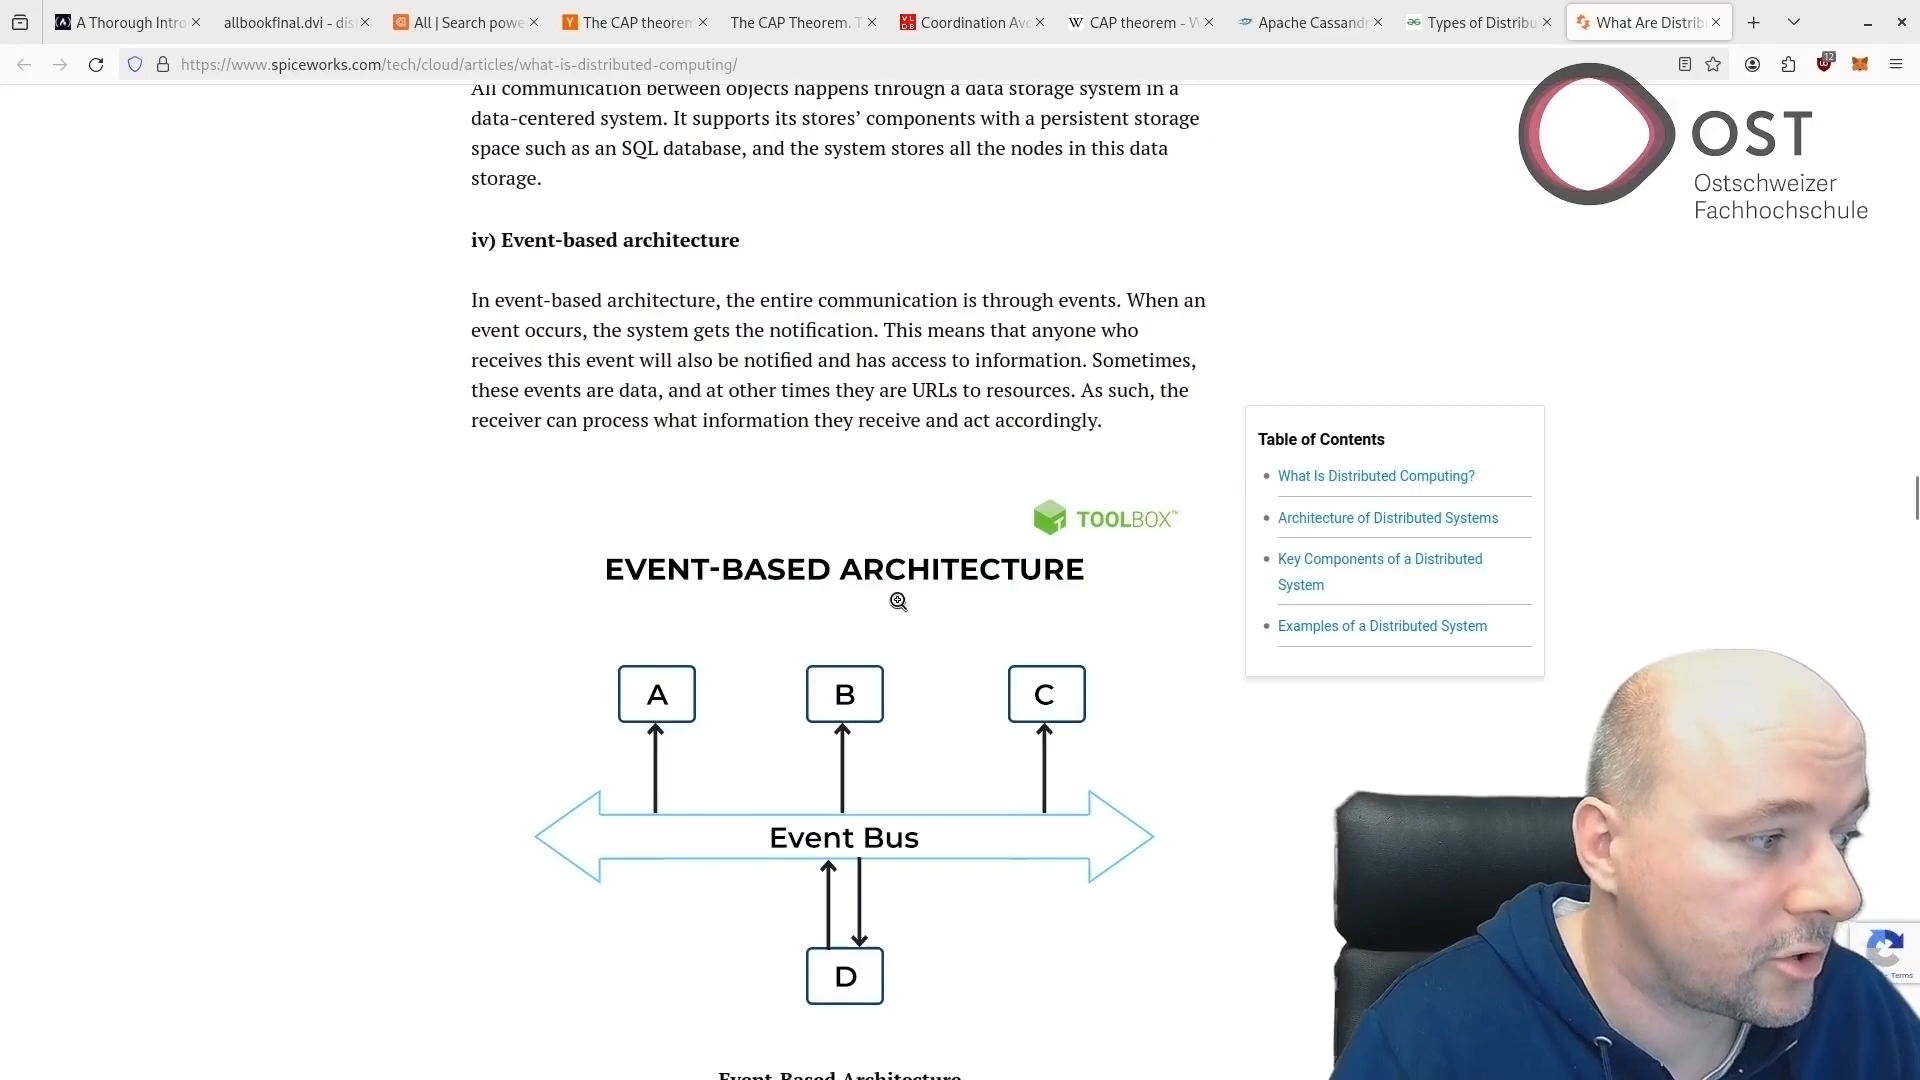 A Thorough Intro
allbookfinal.dvi - dis
All | Search powe
The CAP theorem
The CAP Theorem. T
Coordination Avo
CAP theorem - W
Apache Cassand
Types of Distribu
What Are Distrib
https://www.spiceworks.com/tech/cloud/articles/what-is-distributed-computing/
12
OST
Ostschweizer
Fachhochschule
All communication between objects happens through a data storage system in a
data-centered system. It supports its stores’ components with a persistent storage
space such as an SQL database, and the system stores all the nodes in this data
storage.
iv) Event-based architecture
In event-based architecture, the entire communication is through events. When an
event occurs, the system gets the notification. This means that anyone who
receives this event will also be notified and has access to information. Sometimes,
these events are data, and at other times they are URLs to resources. As such, the
receiver can process what information they receive and act accordingly.
Table of Contents
What Is Distributed Computing?
Architecture of Distributed Systems
Key Components of a Distributed
System
Examples of a Distributed System
TOOLBOX™
EVENT-BASED ARCHITECTURE
A
B
C
Event Bus
D
Terms
Event-Based Architecture